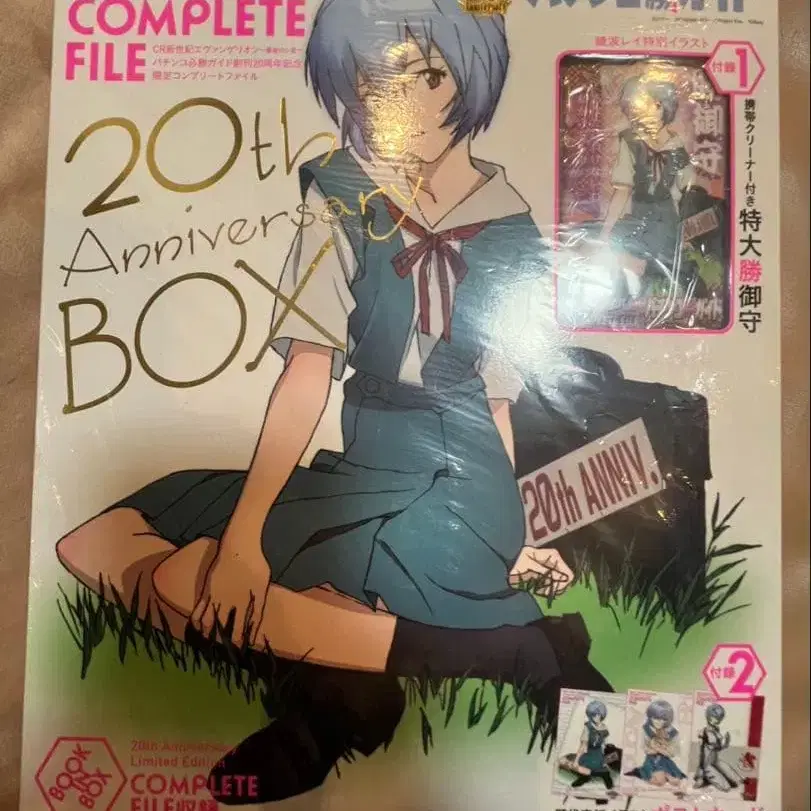 COMPLETE
FILE
CR新世紀エヴァンゲリオン
パチンコ必勝ガイド創刊20周年記念
限定コンプリートファイル
20th
Anniversary
BOX
綾波レイ特別イラスト
付録1
携帯クリーナー付き
特大勝御守
御守
20th ANNIV.
付録2
BOOK
BOX
20th Anniversary
Limited Edition
COMPLETE
FILE収録